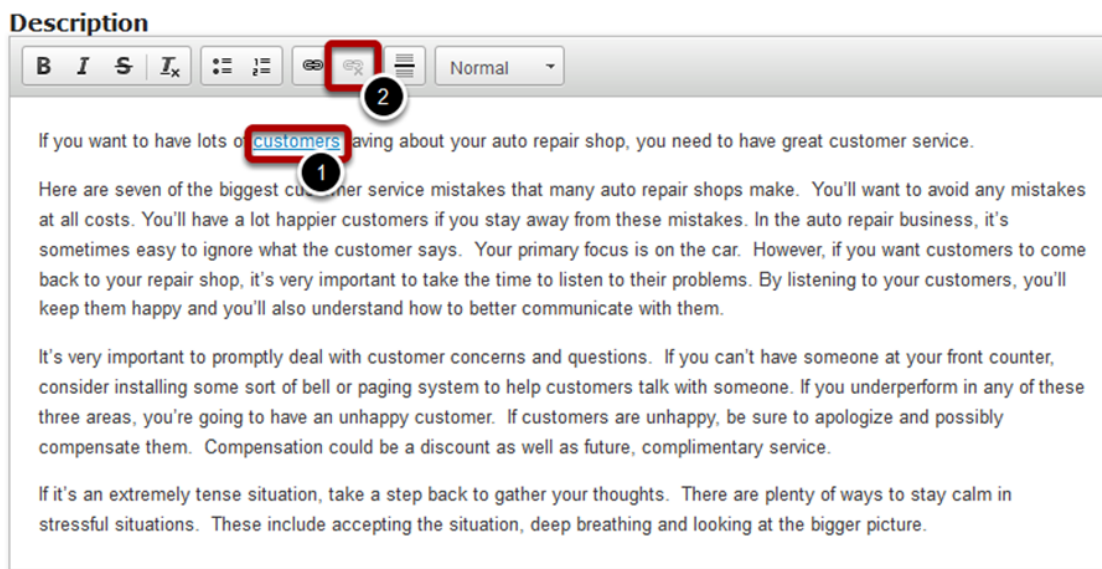 Description
B I S Ix Normal
2
If you want to have lots of customers aving about your auto repair shop, you need to have great customer service.
1
Here are seven of the biggest cu mer service mistakes that many auto repair shops make. You'll want to avoid any mistakes
at all costs. You'll have a lot happier customers if you stay away from these mistakes. In the auto repair business, it's
sometimes easy to ignore what the customer says. Your primary focus is on the car. However, if you want customers to come
back to your repair shop, it's very important to take the time to listen to their problems. By listening to your customers, you'll
keep them happy and you'll also understand how to better communicate with them.
It's very important to promptly deal with customer concerns and questions. If you can't have someone at your front counter,
consider installing some sort of bell or paging system to help customers talk with someone. If you underperform in any of these
three areas, you're going to have an unhappy customer. If customers are unhappy, be sure to apologize and possibly
compensate them. Compensation could be a discount as well as future, complimentary service.
If it's an extremely tense situation, take a step back to gather your thoughts. There are plenty of ways to stay calm in
stressful situations. These include accepting the situation, deep breathing and looking at the bigger picture.